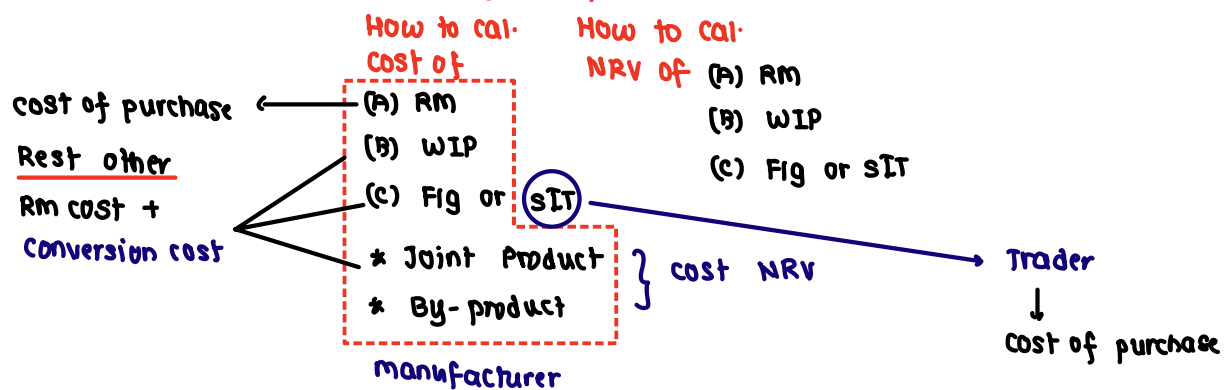 How to cal.
cost of
How to cal.
NRV of (A) RM
(B) WIP
(C) FIg or SIT
cost of purchase
(A) RM
(B) WIP
(C) FIg or SIT
Rest other
Rm cost +
conversion cost
* Joint Product
* By-product
cost NRV
Trader
cost of purchase
manufacturer